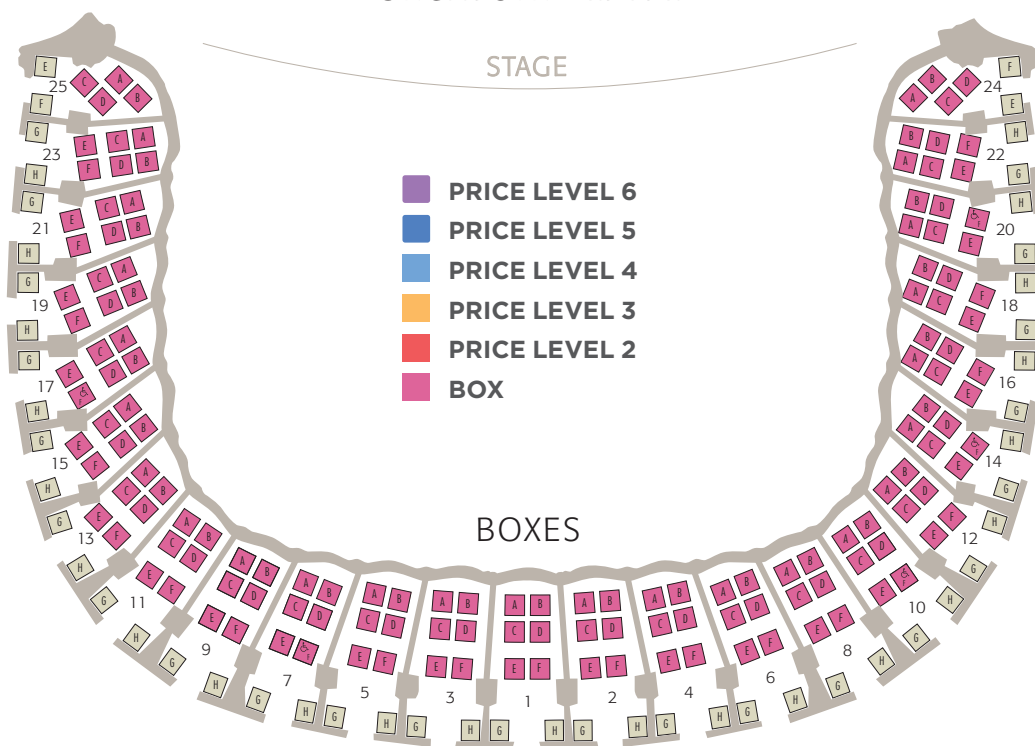 STAGE
PRICE LEVEL 6
PRICE LEVEL 5
PRICE LEVEL 4
PRICE LEVEL 3
PRICE LEVEL 2
BOX
BOXES
E C A
25 D B
F
G E C A
23 F D B
H
G E C A
21 F D B
H
G E C A
19 F D B
H
G E C A
17 F D B
H
G E C A
15 F D B
H
G E C A
13 F D B
H
G
A B
C D
E F
11
H G
A B
C D
E F
9
H G
A B
C D
E F
7
H G
A B
C D
E F
5
H G
A B
C D
E F
3
H G
A B
C D
E F
1
H G
A B
C D
E F
2
H G
A B
C D
E F
4
H G
A B
C D
E F
6
H G
A B
C D
E F
8
H G
A B
C D
E F
10
H G
B D F
A C E
12
H G
B D F
A C E
14
H G
B D F
A C E
16
H G
B D F
A C E
18
H G
B D F
A C E
20
H G
B D F
A C E
22
H E
B D F
A C
24